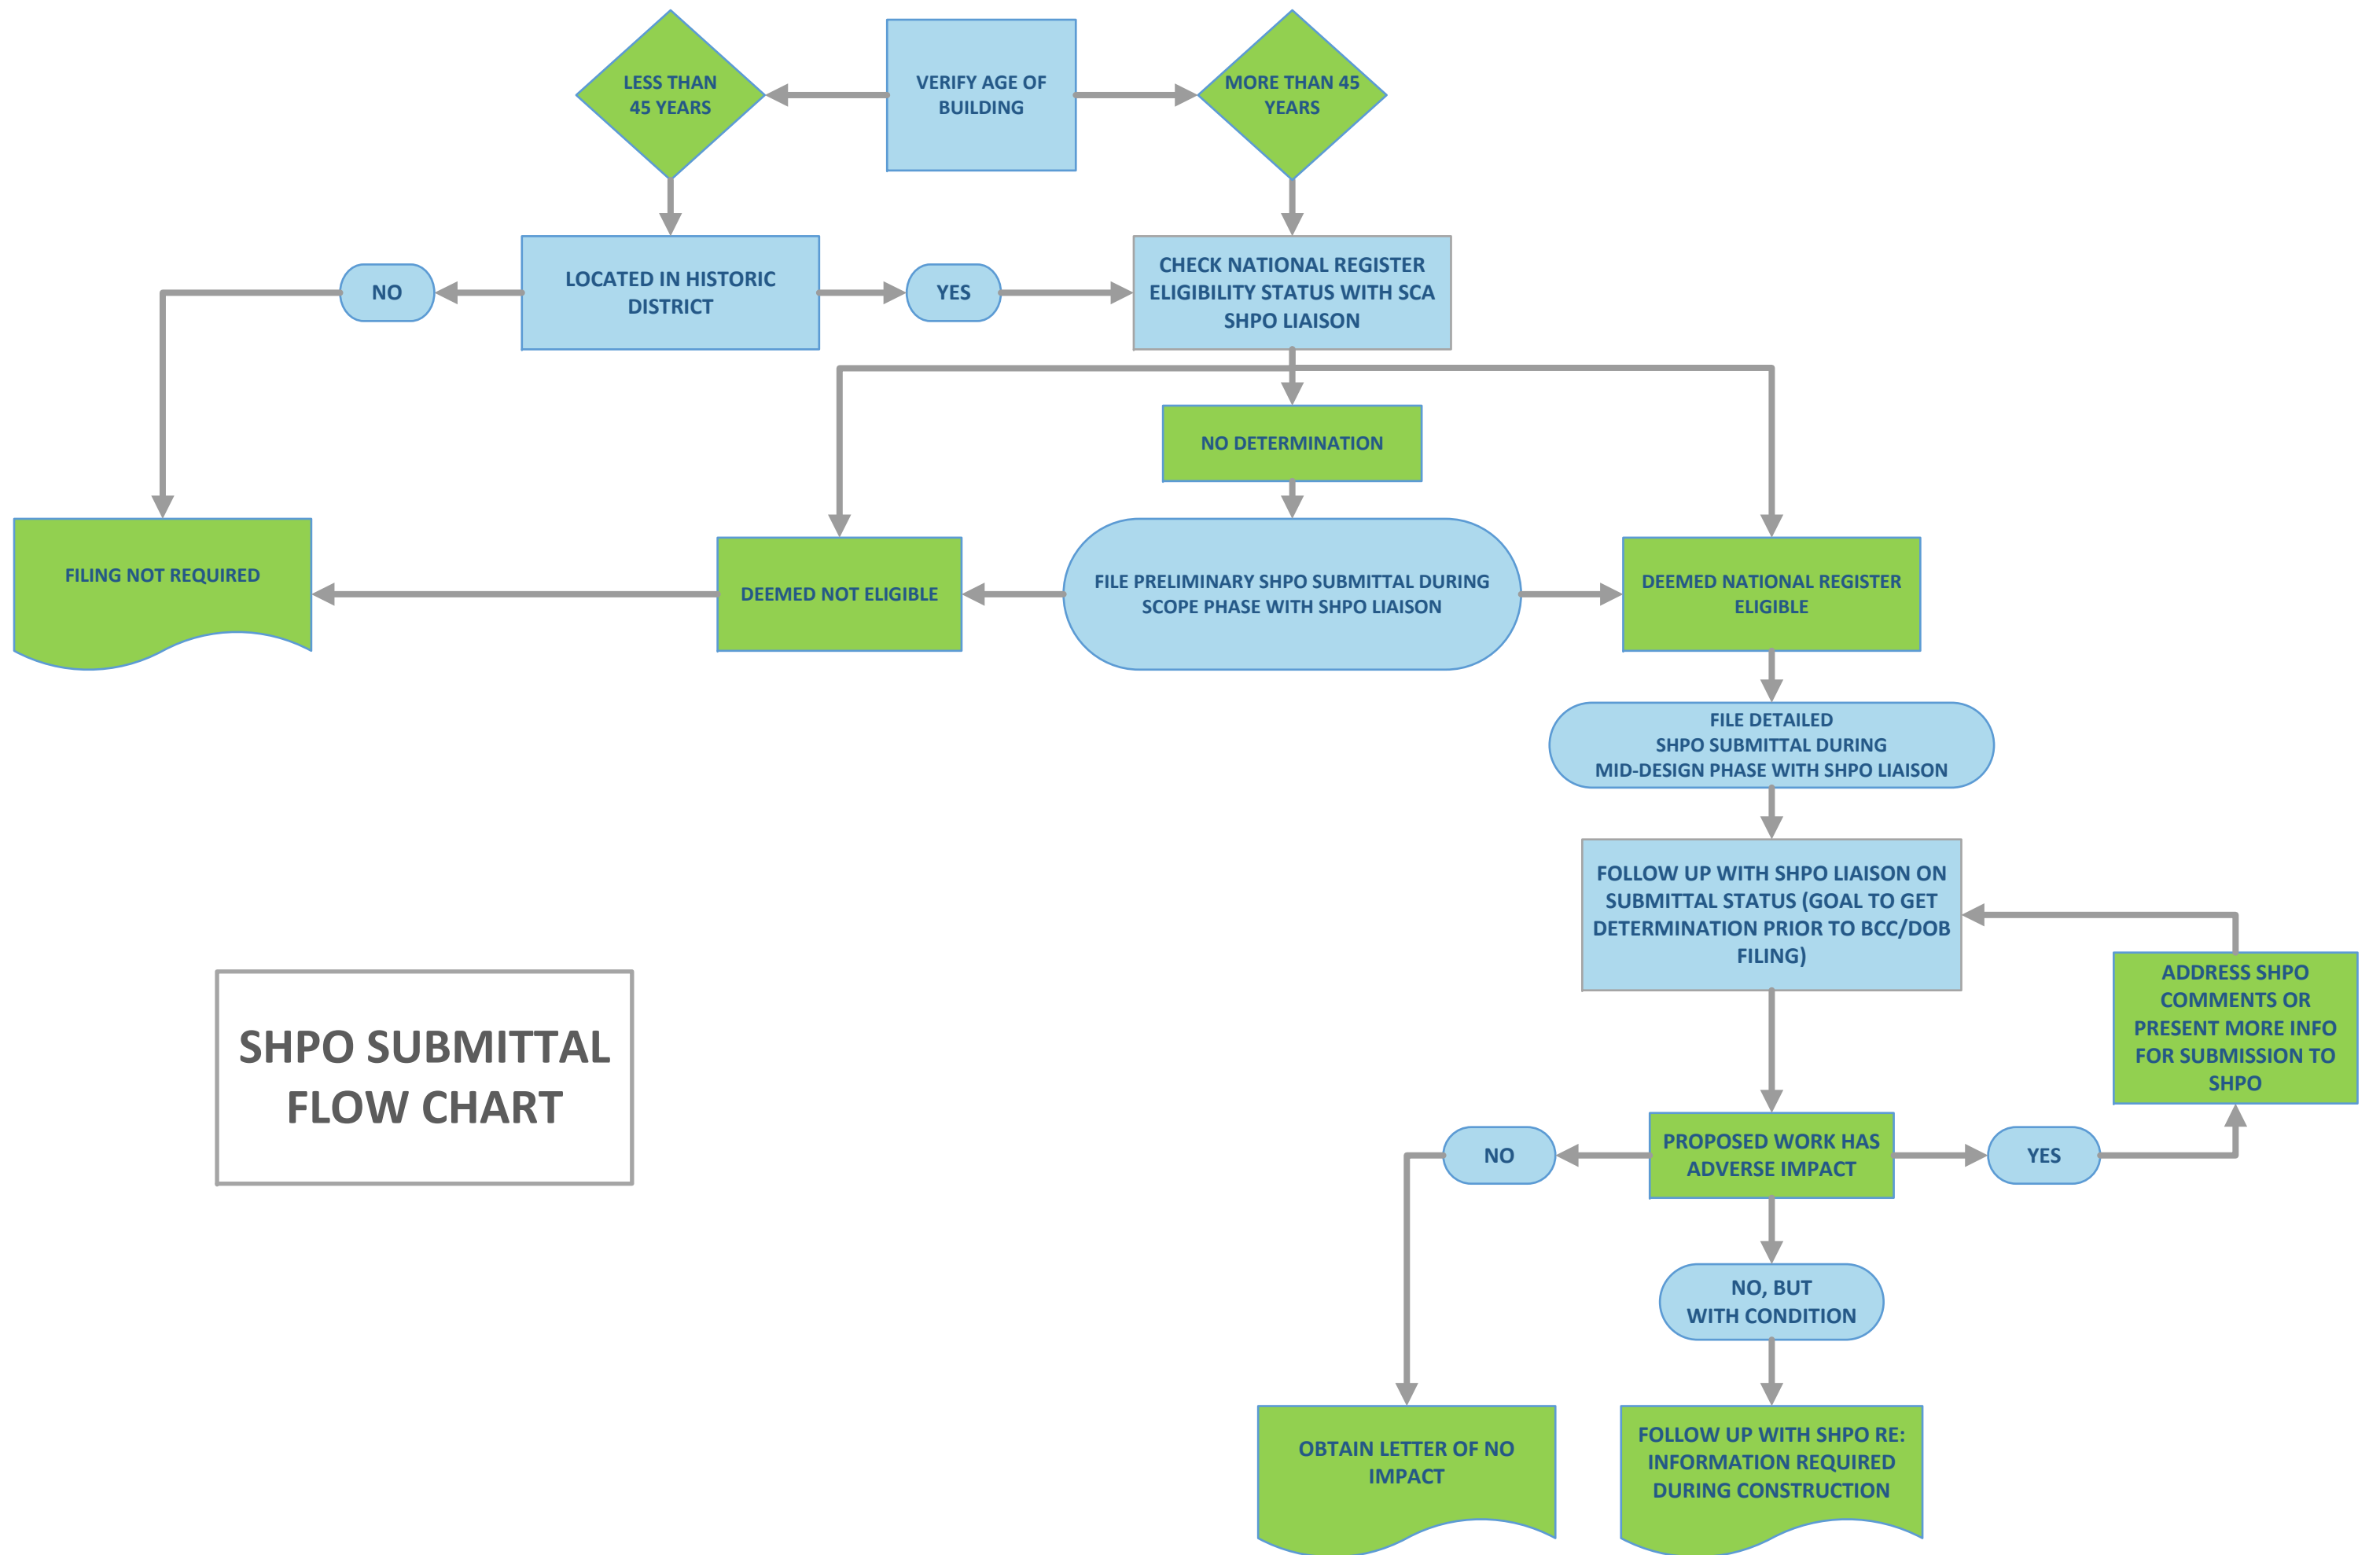 LESS THAN
45 YEARS
VERIFY AGE OF
BUILDING
MORE THAN 45
YEARS
NO
LOCATED IN HISTORIC
DISTRICT
YES
CHECK NATIONAL REGISTER
ELIGIBILITY STATUS WITH SCA
SHPO LIAISON
NO DETERMINATION
FILING NOT REQUIRED
DEEMED NOT ELIGIBLE
FILE PRELIMINARY SHPO SUBMITTAL DURING
SCOPE PHASE WITH SHPO LIAISON
DEEMED NATIONAL REGISTER
ELIGIBLE
FILE DETAILED
SHPO SUBMITTAL DURING
MID-DESIGN PHASE WITH SHPO LIAISON
FOLLOW UP WITH SHPO LIAISON ON
SUBMITTAL STATUS (GOAL TO GET
DETERMINATION PRIOR TO BCC/DOB
FILING)
ADDRESS SHPO
COMMENTS OR
PRESENT MORE INFO
FOR SUBMISSION TO
SHPO
SHPO SUBMITTAL
FLOW CHART
NO
PROPOSED WORK HAS
ADVERSE IMPACT
YES
NO, BUT
WITH CONDITION
OBTAIN LETTER OF NO
IMPACT
FOLLOW UP WITH SHPO RE:
INFORMATION REQUIRED
DURING CONSTRUCTION